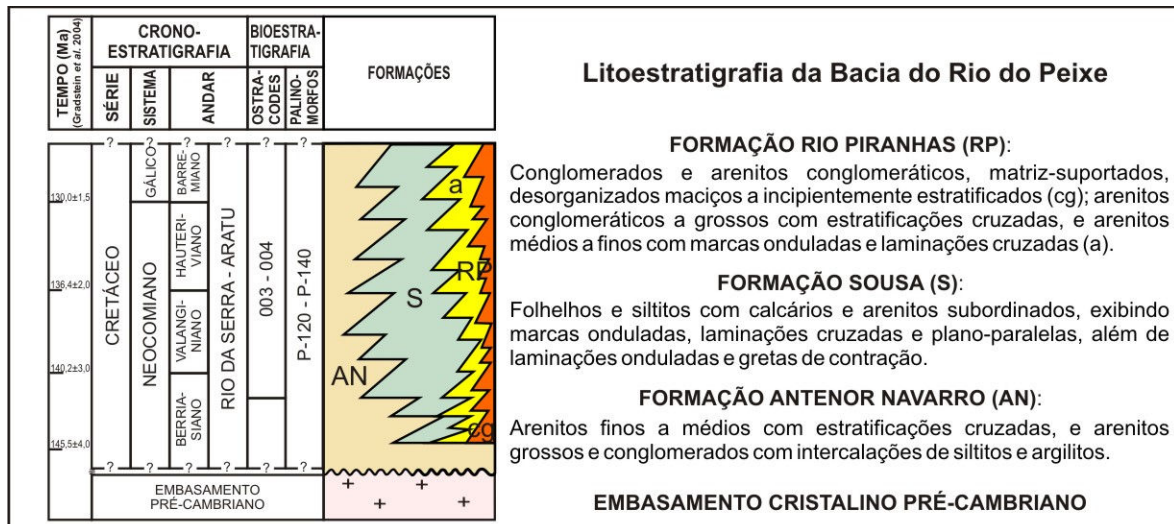 TEMPO (Ma)
(Gradstein et al. 2004)
CRONO-
ESTRATIGRAFIA
SÉRIE
SISTEMA
ANDAR
BIOESTRA-
TIGRAFIA
OSTRA-
CODES
PALINO-
MORFOS
FORMAÇÕES
? ? ? ? ? ?
130,0±1,5
136,4±2,0
140,2±3,0
145,5±4,0
CRETÁCEO
GÁLICO
NEOCOMIANO
BARRE-
MIANO
HAUTERI-
VIANO
VALANGI-
NIANO
BERRIA-
SIANO
RIO DA SERRA - ARATU
003 - 004
P-120 - P-140
AN
S
a
RP
cg
? ? ? ? ? ?
EMBASAMENTO
PRÉ-CAMBRIANO
+ + + +
Litoestratigrafia da Bacia do Rio do Peixe
FORMAÇÃO RIO PIRANHAS (RP):
Conglomerados e arenitos conglomeráticos, matriz-suportados,
desorganizados maciços a incipientemente estratificados (cg); arenitos
conglomeráticos a grossos com estratificações cruzadas, e arenitos
médios a finos com marcas onduladas e laminações cruzadas (a).
FORMAÇÃO SOUSA (S):
Folhelhos e siltitos com calcários e arenitos subordinados, exibindo
marcas onduladas, laminações cruzadas e plano-paralelas, além de
laminações onduladas e gretas de contração.
FORMAÇÃO ANTENOR NAVARRO (AN):
Arenitos finos a médios com estratificações cruzadas, e arenitos
grossos e conglomerados com intercalações de siltitos e argilitos.
EMBASAMENTO CRISTALINO PRÉ-CAMBRIANO